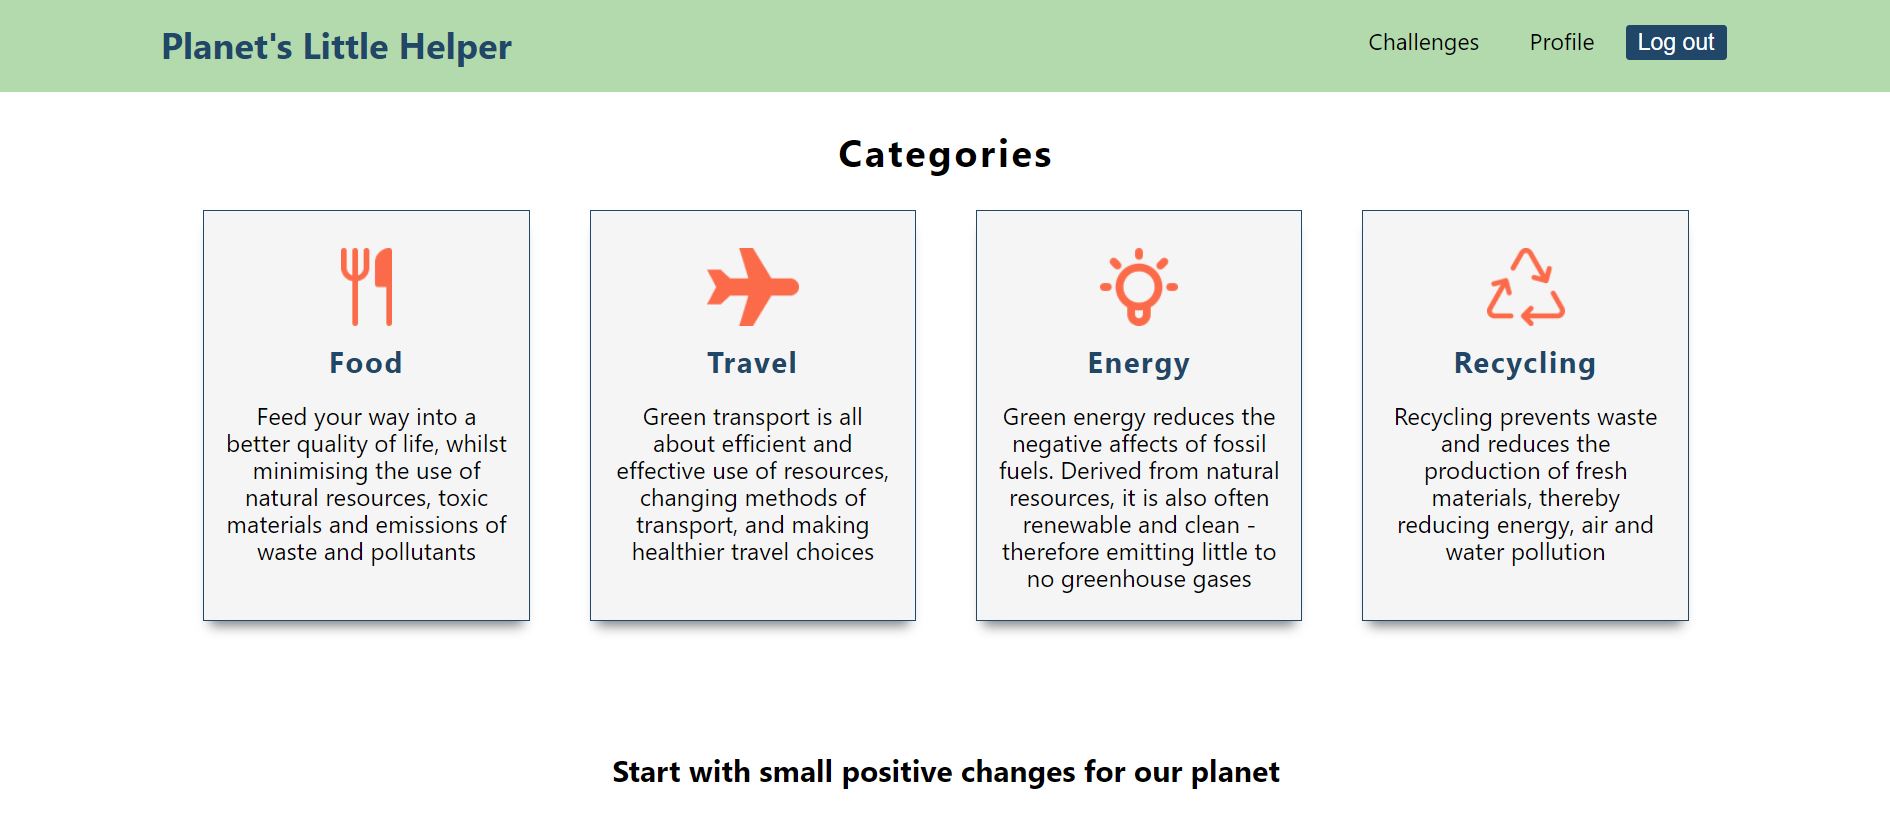 Planet's Little Helper
Challenges
Profile
Log out
Categories
Food
Feed your way into a
better quality of life, whilst
minimising the use of
natural resources, toxic
materials and emissions of
waste and pollutants
Travel
Green transport is all
about efficient and
effective use of resources,
changing methods of
transport, and making
healthier travel choices
Energy
Green energy reduces the
negative affects of fossil
fuels. Derived from natural
resources, it is also often
renewable and clean -
therefore emitting little to
no greenhouse gases
Recycling
Recycling prevents waste
and reduces the
production of fresh
materials, thereby
reducing energy, air and
water pollution
Start with small positive changes for our planet